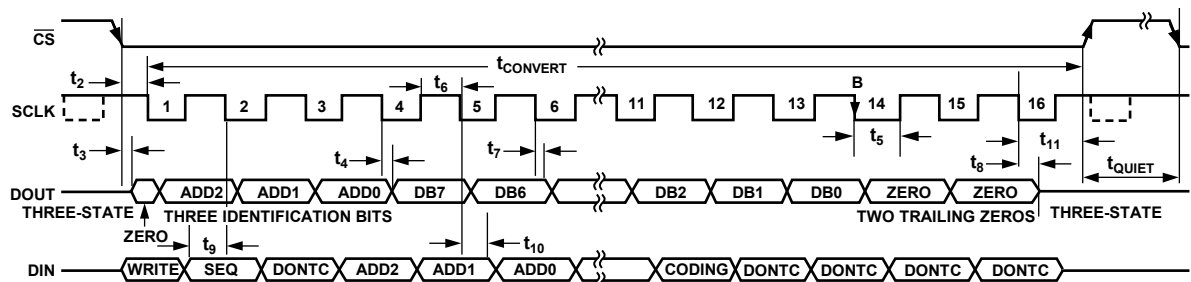 CS
t2
tCONVERT
t6
B
SCLK
1 2 3 4 5 6 11 12 13 14 15 16
t3
t4
t7
t5
t8
t11
tQUIET
DOUT
ADD2 ADD1 ADD0 DB7 DB6 DB2 DB1 DB0 ZERO ZERO
THREE-STATE THREE IDENTIFICATION BITS TWO TRAILING ZEROS THREE-STATE
ZERO
t9
t10
DIN
WRITE SEQ DONTC ADD2 ADD1 ADD0 CODING DONTC DONTC DONTC DONTC